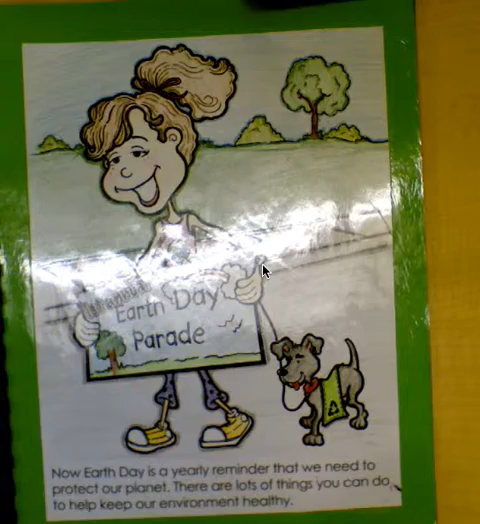 Earth Day
Parade
Now Earth Day is a yearly reminder that we need to
protect our planet. There are lots of things you can do
to help keep our environment healthy.